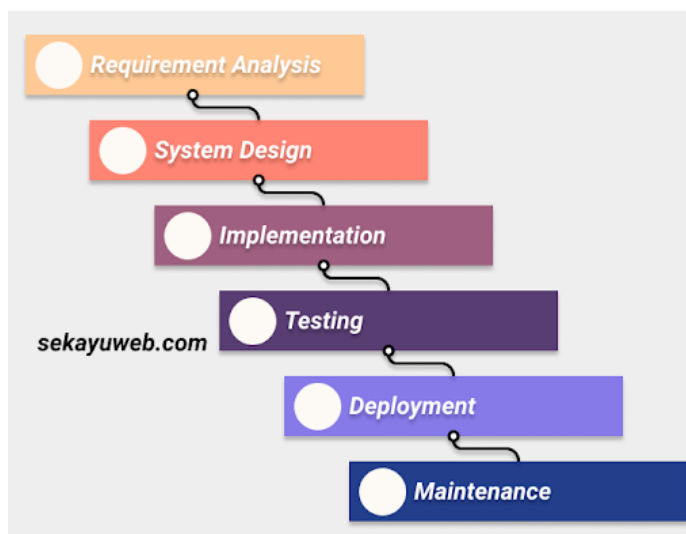 Requirement Analysis
System Design
Implementation
Testing
sekayuweb.com
Deployment
Maintenance